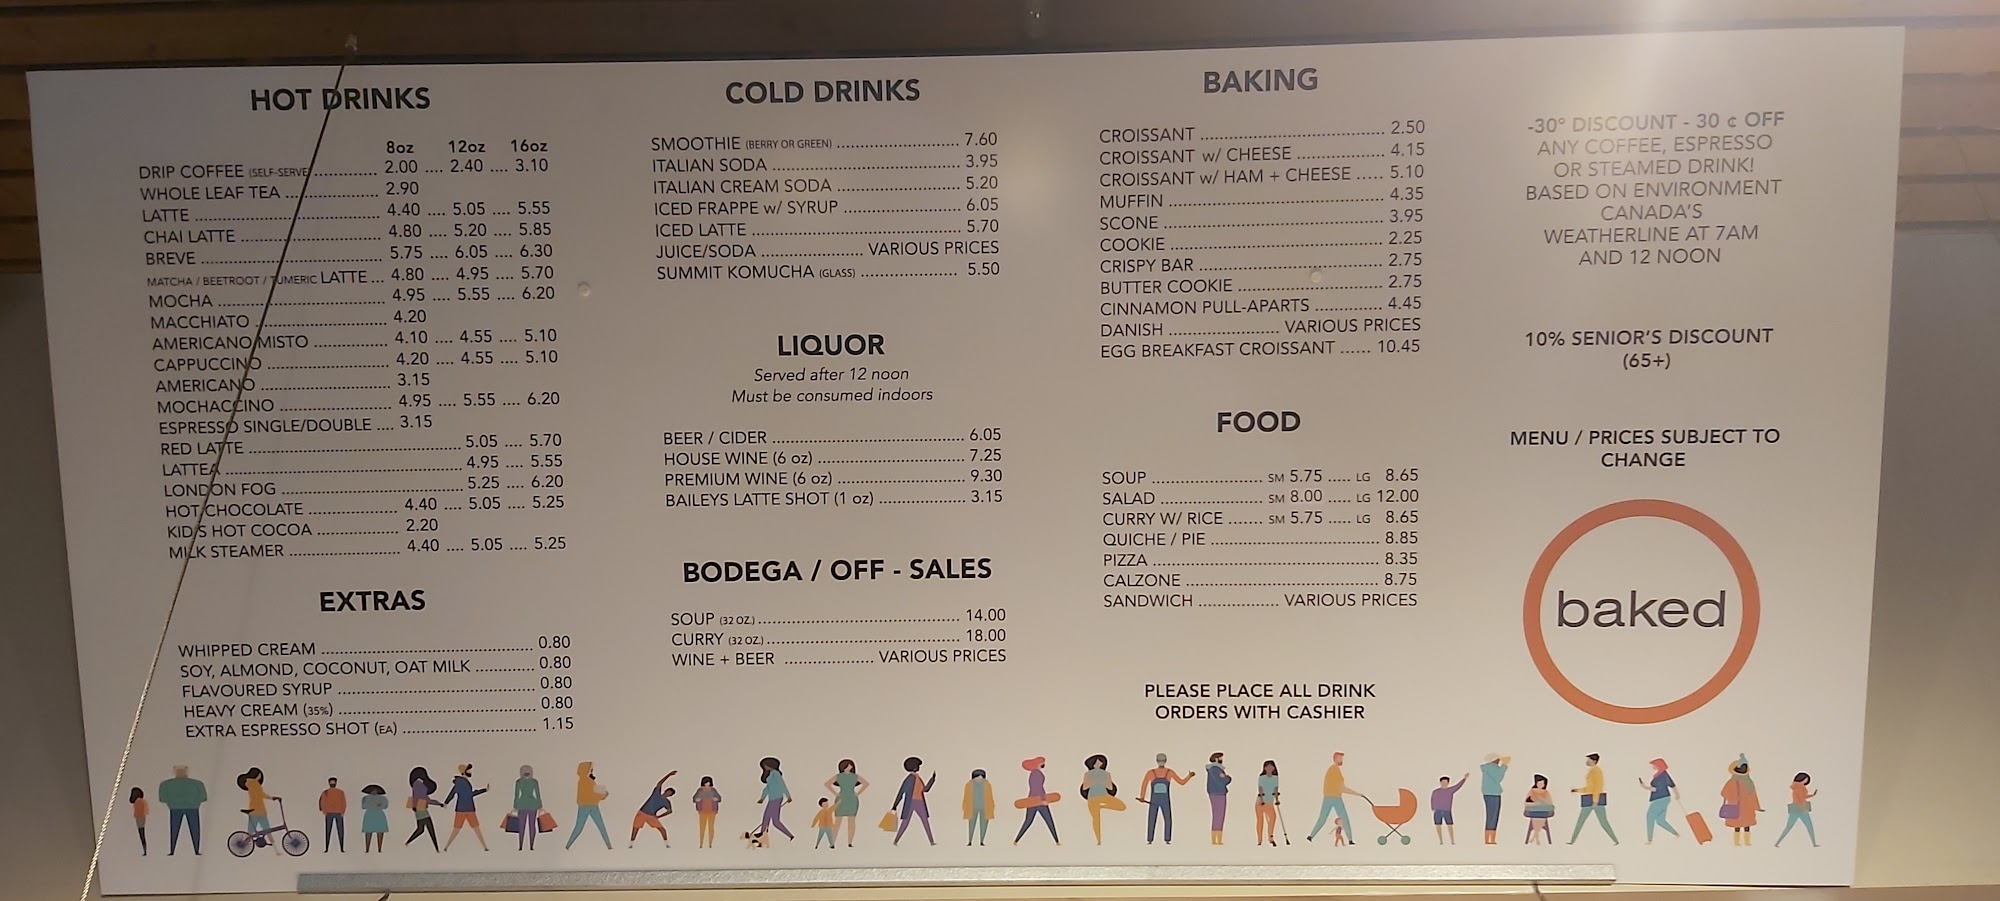 HOT DRINKS
8oz 12oz 16oz
DRIP COFFEE (SELF-SERVE) ............ 2.00 .... 2.40 .... 3.10
WHOLE LEAF TEA .................. 2.90
LATTE .................................... 4.40 .... 5.05 .... 5.55
CHAI LATTE ........................... 4.80 .... 5.20 .... 5.85
BREVE ................................... 5.75 .... 6.05 .... 6.30
MATCHA / BEETROOT / TUMERIC LATTE ... 4.80 .... 4.95 .... 5.70
MOCHA ................................ 4.95 .... 5.55 .... 6.20
MACCHIATO ......................... 4.20
AMERICANO MISTO .............. 4.10 .... 4.55 .... 5.10
CAPPUCCINO ....................... 4.20 .... 4.55 .... 5.10
AMERICANO ......................... 3.15
MOCHACCINO ..................... 4.95 .... 5.55 .... 6.20
ESPRESSO SINGLE/DOUBLE .... 3.15
RED LATTE ........................................ 5.05 .... 5.70
LATTEA ............................................. 4.95 .... 5.55
LONDON FOG .................................. 5.25 .... 6.20
HOT CHOCOLATE ................. 4.40 .... 5.05 .... 5.25
KID'S HOT COCOA ............... 2.20
MILK STEAMER ..................... 4.40 .... 5.05 .... 5.25
EXTRAS
WHIPPED CREAM ........................................ 0.80
SOY, ALMOND, COCONUT, OAT MILK ........... 0.80
FLAVOURED SYRUP ..................................... 0.80
HEAVY CREAM (35%) ..................................... 0.80
EXTRA ESPRESSO SHOT (EA) ......................... 1.15
COLD DRINKS
SMOOTHIE (BERRY OR GREEN) ......................... 7.60
ITALIAN SODA ...................................... 3.95
ITALIAN CREAM SODA ......................... 5.20
ICED FRAPPE w/ SYRUP ........................ 6.05
ICED LATTE .......................................... 5.70
JUICE/SODA .................... VARIOUS PRICES
SUMMIT KOMUCHA (GLASS) ................... 5.50
LIQUOR
Served after 12 noon
Must be consumed indoors
BEER / CIDER ...................................... 6.05
HOUSE WINE (6 oz) ............................. 7.25
PREMIUM WINE (6 oz) ......................... 9.30
BAILEYS LATTE SHOT (1 oz) ................. 3.15
BODEGA / OFF - SALES
SOUP (32 OZ.) ........................................ 14.00
CURRY (32 OZ.) ...................................... 18.00
WINE + BEER .................. VARIOUS PRICES
BAKING
CROISSANT .................................... 2.50
CROISSANT w/ CHEESE ................. 4.15
CROISSANT w/ HAM + CHEESE ..... 5.10
MUFFIN .......................................... 4.35
SCONE ........................................... 3.95
COOKIE .......................................... 2.25
CRISPY BAR .................................... 2.75
BUTTER COOKIE ............................ 2.75
CINNAMON PULL-APARTS ............. 4.45
DANISH ...................... VARIOUS PRICES
EGG BREAKFAST CROISSANT ...... 10.45
FOOD
SOUP ...................... SM 5.75 ..... LG 8.65
SALAD ..................... SM 8.00 ..... LG 12.00
CURRY W/ RICE ....... SM 5.75 ..... LG 8.65
QUICHE / PIE .................................. 8.85
PIZZA .............................................. 8.35
CALZONE ....................................... 8.75
SANDWICH ................ VARIOUS PRICES
PLEASE PLACE ALL DRINK
ORDERS WITH CASHIER
-30° DISCOUNT - 30 ¢ OFF
ANY COFFEE, ESPRESSO
OR STEAMED DRINK!
BASED ON ENVIRONMENT
CANADA'S
WEATHERLINE AT 7AM
AND 12 NOON
10% SENIOR'S DISCOUNT
(65+)
MENU / PRICES SUBJECT TO
CHANGE
baked